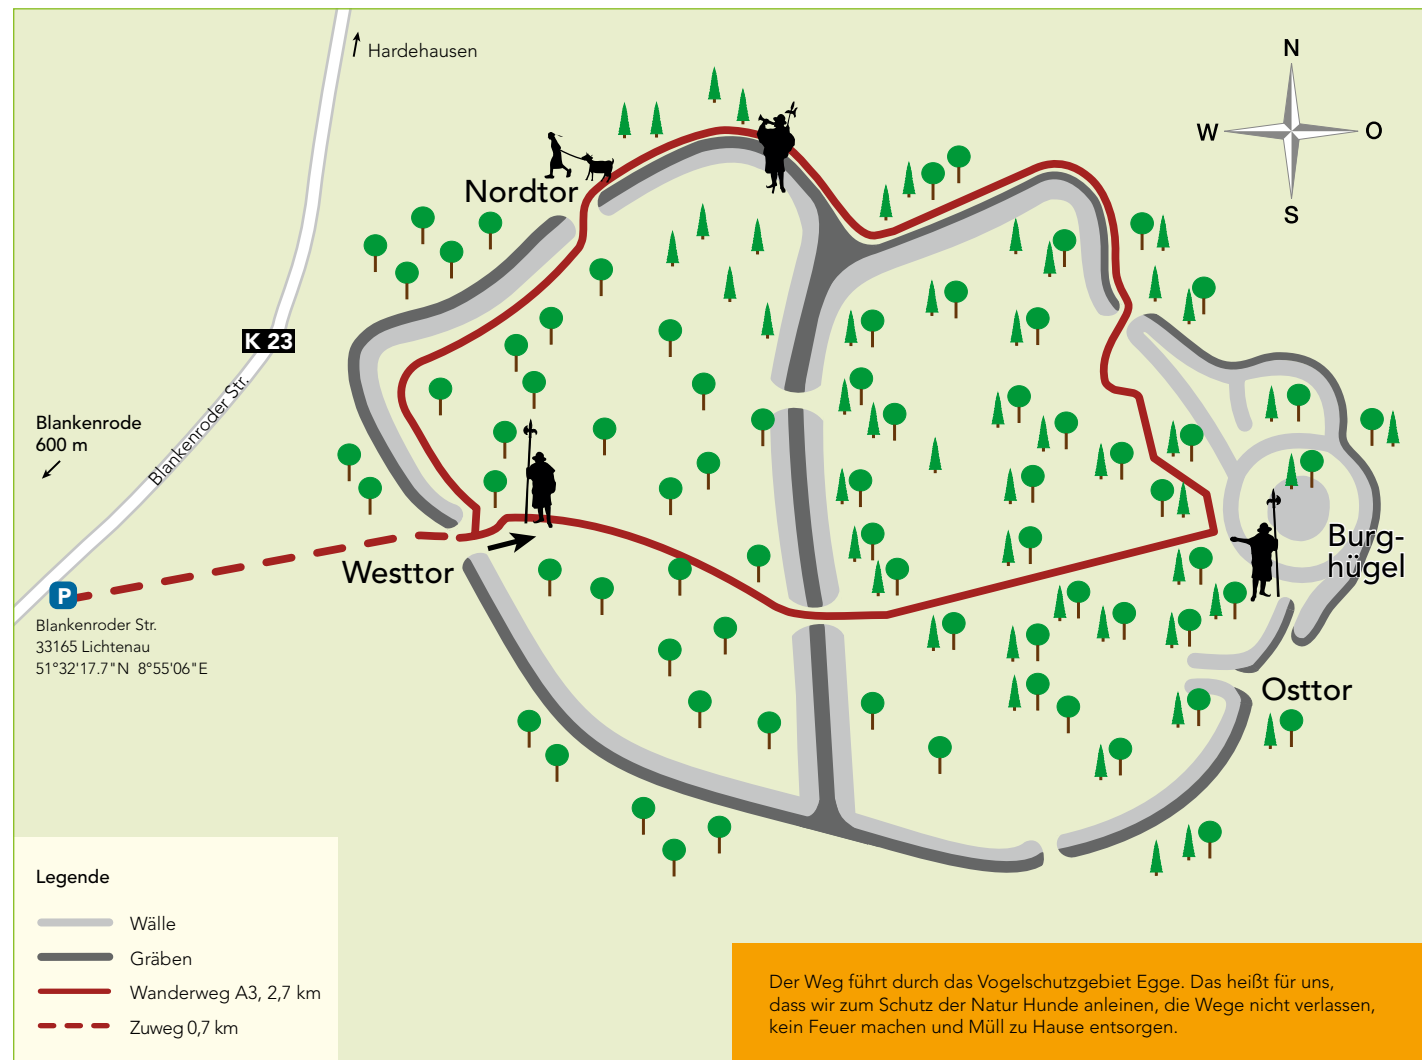 Hardehausen
N
W
O
S
Nordtor
K 23
Blankenroder Str.
Blankenrode
600 m
Westtor
P
Blankenroder Str.
33165 Lichtenau
51°32'17.7"N 8°55'06"E
Burg-
hügel
Osttor
Legende
Wälle
Gräben
Wanderweg A3, 2,7 km
Zuweg 0,7 km
Der Weg führt durch das Vogelschutzgebiet Egge. Das heißt für uns,
dass wir zum Schutz der Natur Hunde anleinen, die Wege nicht verlassen,
kein Feuer machen und Müll zu Hause entsorgen.